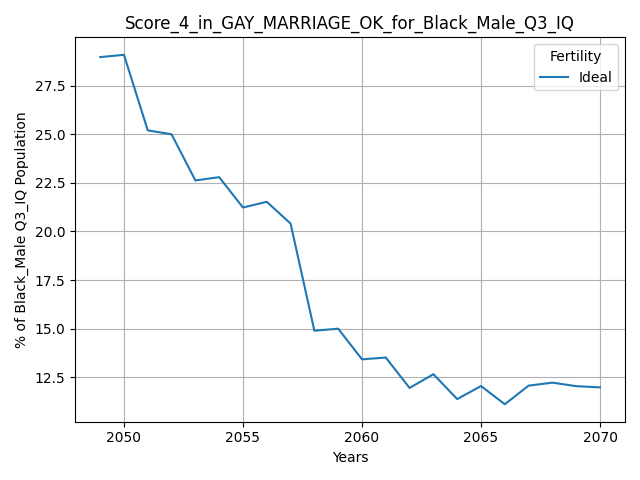 Score_4_in_GAY_MARRIAGE_OK_for_Black_Male_Q3_IQ
Fertility
Ideal
% of Black_Male Q3_IQ Population
27.5
25.0
22.5
20.0
17.5
15.0
12.5
2050 2055 2060 2065 2070
Years